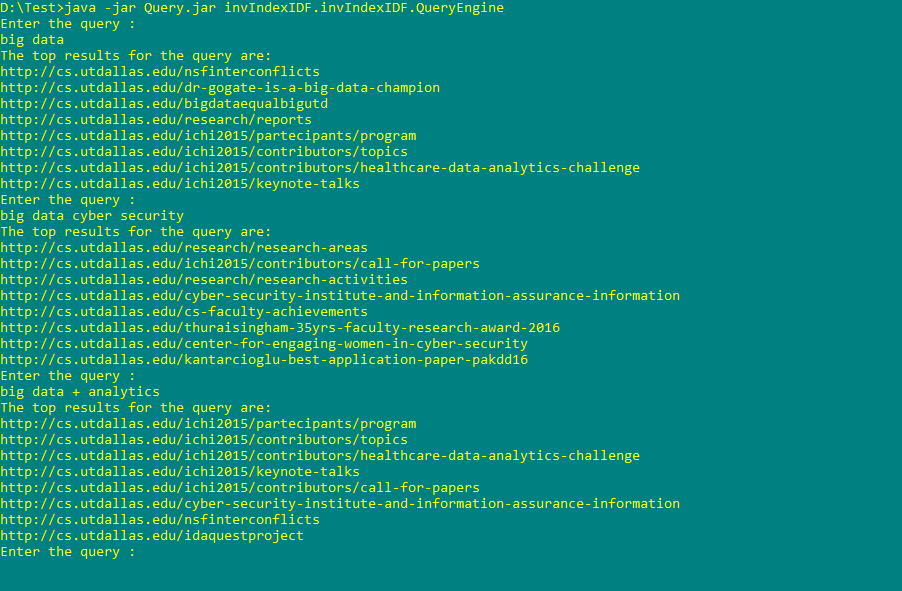 D:\Test>java -jar Query.jar invIndexIDF.invIndexIDF.QueryEngine
Enter the query :
big data
The top results for the query are:
http://cs.utdallas.edu/nsfinterconflicts
http://cs.utdallas.edu/dr-gogate-is-a-big-data-champion
http://cs.utdallas.edu/bigdataequalbigutd
http://cs.utdallas.edu/research/reports
http://cs.utdallas.edu/ichi2015/partecipants/program
http://cs.utdallas.edu/ichi2015/contributors/topics
http://cs.utdallas.edu/ichi2015/contributors/healthcare-data-analytics-challenge
http://cs.utdallas.edu/ichi2015/keynote-talks
Enter the query :
big data cyber security
The top results for the query are:
http://cs.utdallas.edu/research/research-areas
http://cs.utdallas.edu/ichi2015/contributors/call-for-papers
http://cs.utdallas.edu/research/research-activities
http://cs.utdallas.edu/cyber-security-institute-and-information-assurance-information
http://cs.utdallas.edu/cs-faculty-achievements
http://cs.utdallas.edu/thuraisingham-35yrs-faculty-research-award-2016
http://cs.utdallas.edu/center-for-engaging-women-in-cyber-security
http://cs.utdallas.edu/kantarcioglu-best-application-paper-pakdd16
Enter the query :
big data + analytics
The top results for the query are:
http://cs.utdallas.edu/ichi2015/partecipants/program
http://cs.utdallas.edu/ichi2015/contributors/topics
http://cs.utdallas.edu/ichi2015/contributors/healthcare-data-analytics-challenge
http://cs.utdallas.edu/ichi2015/keynote-talks
http://cs.utdallas.edu/ichi2015/contributors/call-for-papers
http://cs.utdallas.edu/cyber-security-institute-and-information-assurance-information
http://cs.utdallas.edu/nsfinterconflicts
http://cs.utdallas.edu/idaquestproject
Enter the query :